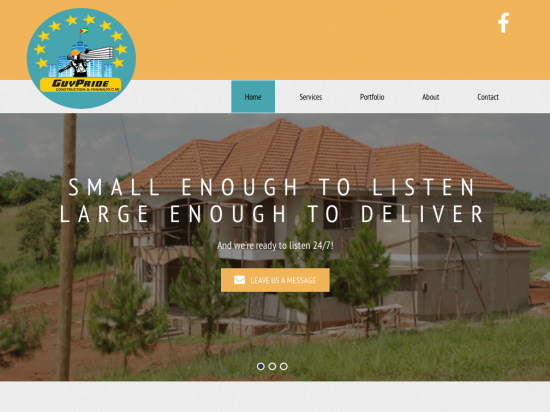 GUYPRIDE
CONSTRUCTION & MINING(G.C.M)
Home Services Portfolio About Contact
SMALL ENOUGH TO LISTEN
LARGE ENOUGH TO DELIVER
And we're ready to listen 24/7!
LEAVE US A MESSAGE